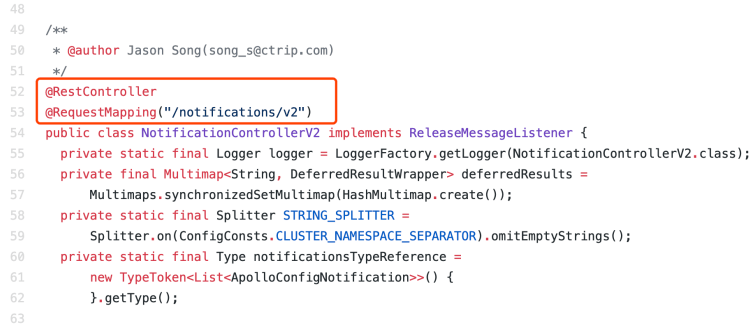 48
49 /**
50  * @author Jason Song(song_s@ctrip.com)
51  */
52 @RestController
53 @RequestMapping("/notifications/v2")
54 public class NotificationControllerV2 implements ReleaseMessageListener {
55   private static final Logger logger = LoggerFactory.getLogger(NotificationControllerV2.class);
56   private final Multimap<String, DeferredResultWrapper> deferredResults =
57       Multimaps.synchronizedSetMultimap(HashMultimap.create());
58   private static final Splitter STRING_SPLITTER =
59       Splitter.on(ConfigConsts.CLUSTER_NAMESPACE_SEPARATOR).omitEmptyStrings();
60   private static final Type notificationsTypeReference =
61       new TypeToken<List<ApolloConfigNotification>>() {
62       }.getType();
63